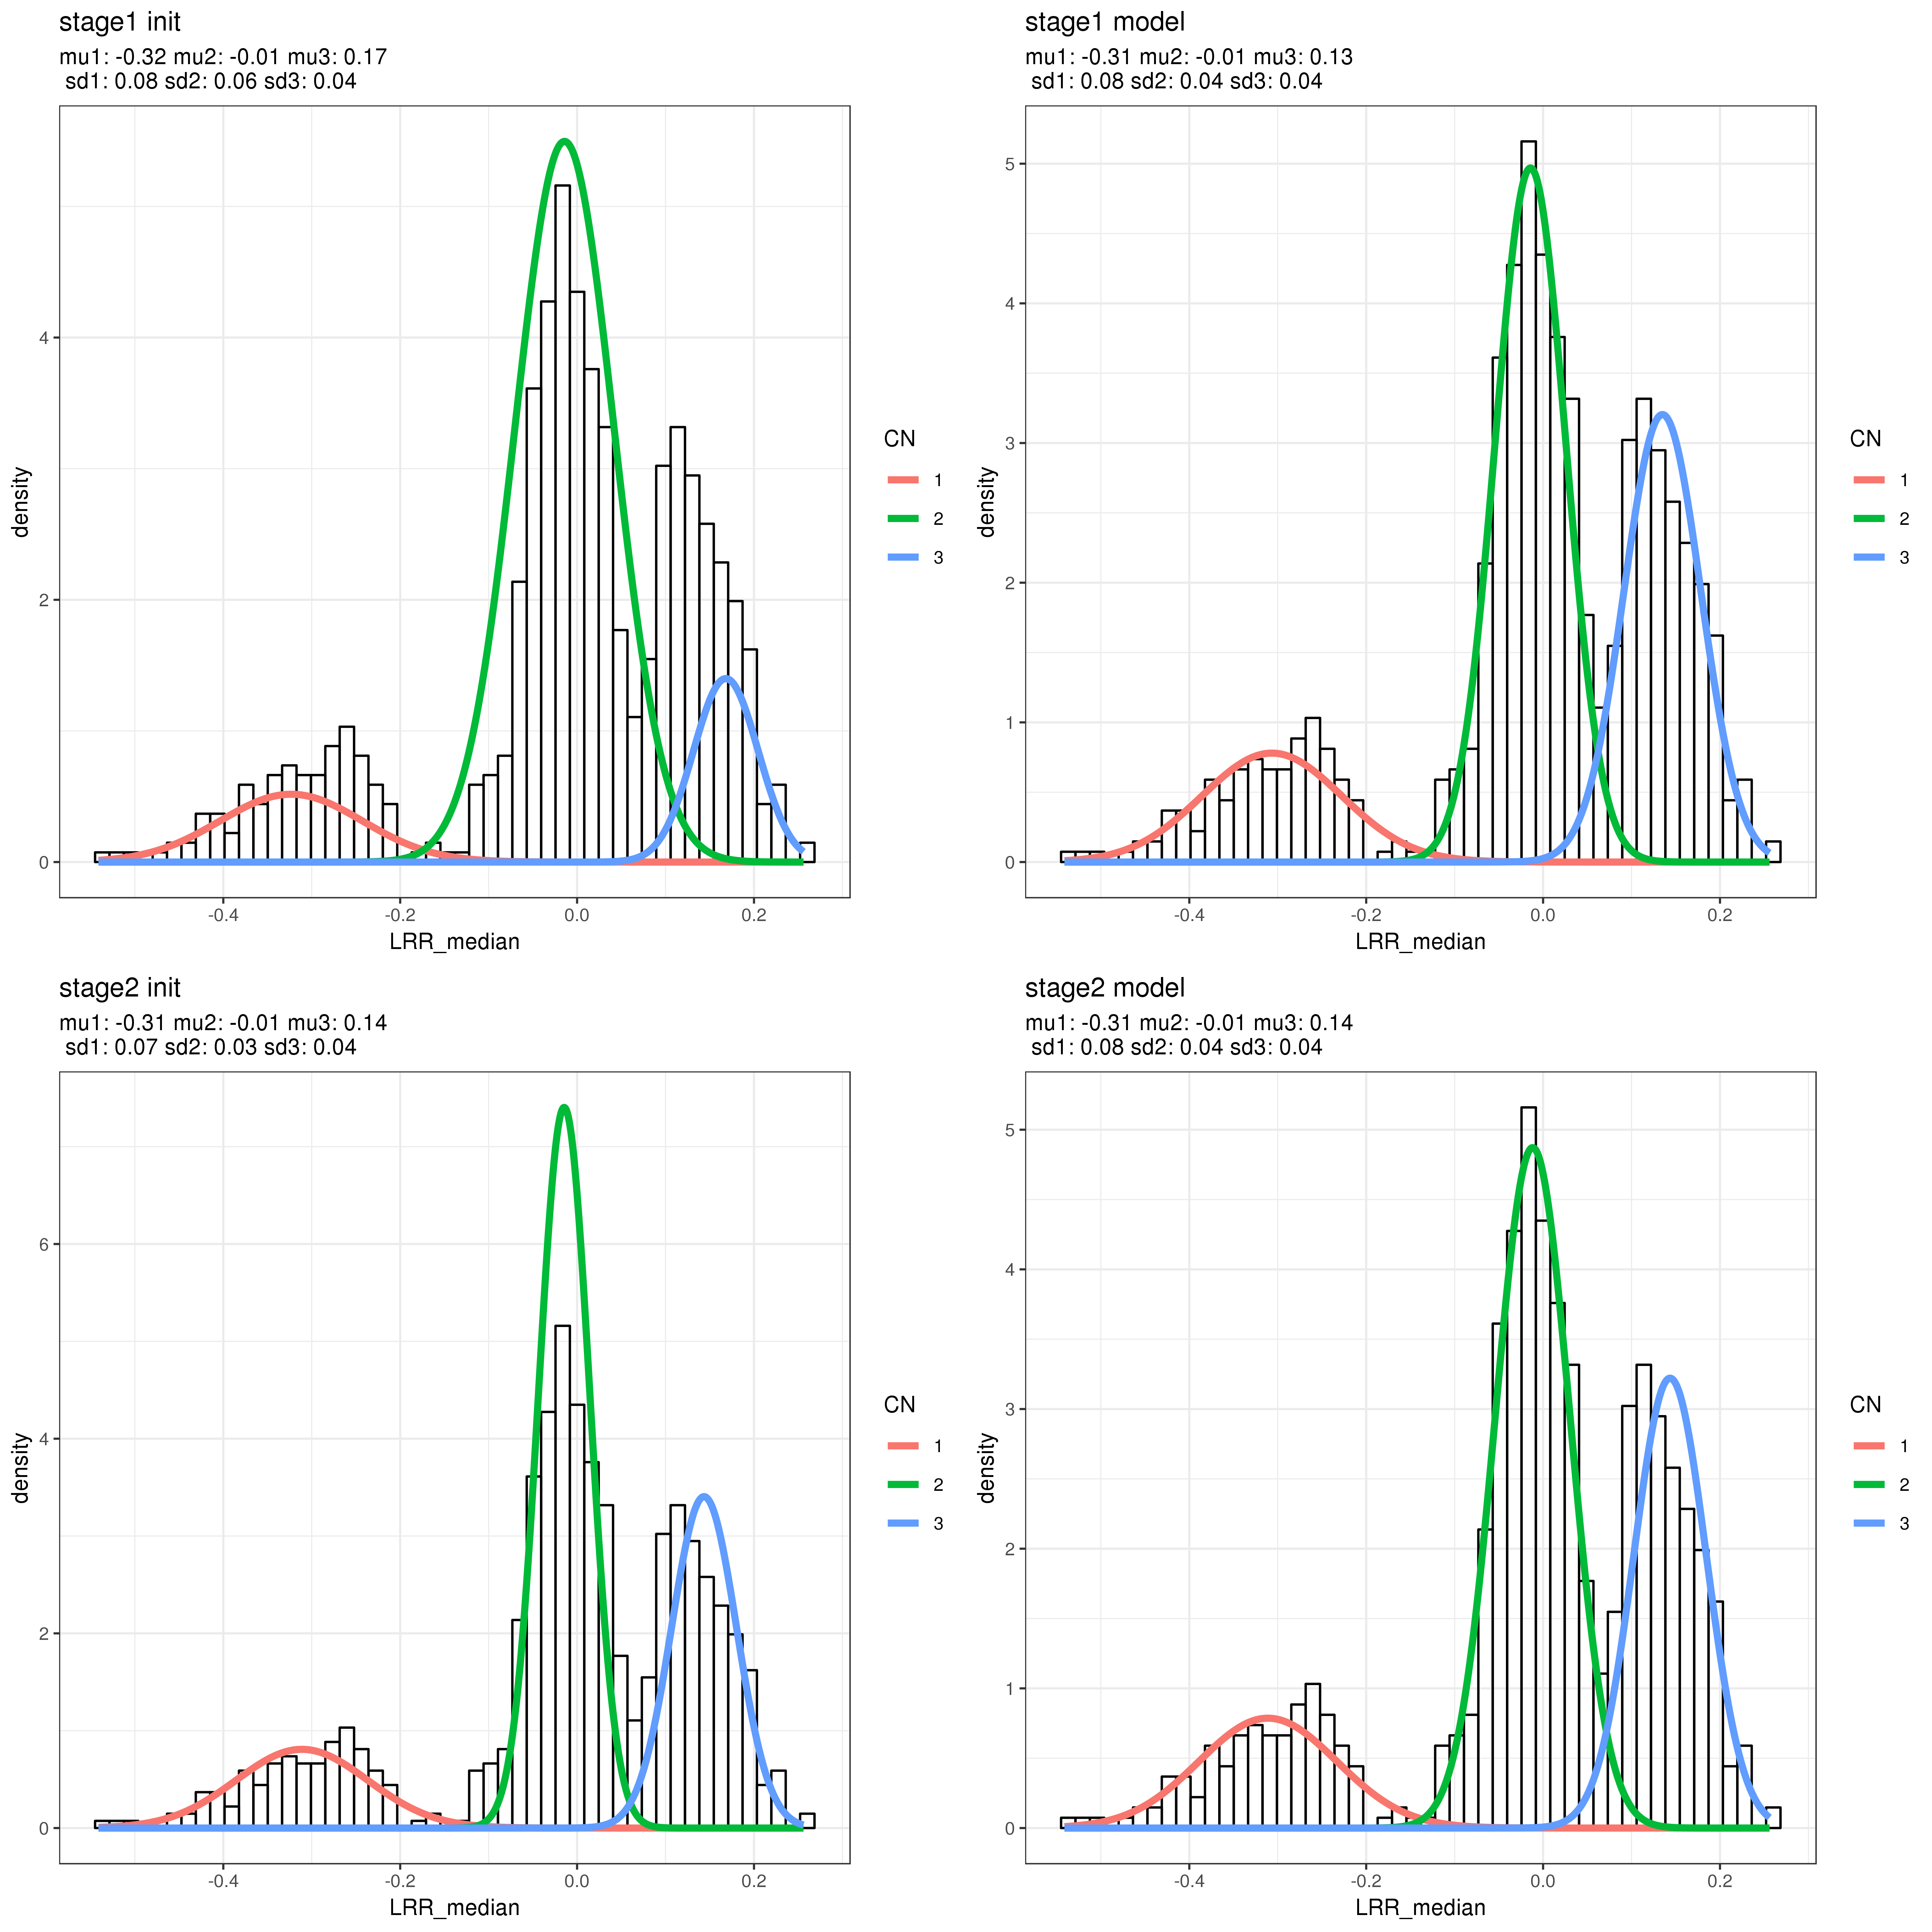 stage1 init
mu1: -0.32 mu2: -0.01 mu3: 0.17
sd1: 0.08 sd2: 0.06 sd3: 0.04
density
4
2
0
-0.4 -0.2 0.0 0.2
LRR_median
CN
1
2
3
stage1 model
mu1: -0.31 mu2: -0.01 mu3: 0.13
sd1: 0.08 sd2: 0.04 sd3: 0.04
density
5
4
3
2
1
0
-0.4 -0.2 0.0 0.2
LRR_median
CN
1
2
3
stage2 init
mu1: -0.31 mu2: -0.01 mu3: 0.14
sd1: 0.07 sd2: 0.03 sd3: 0.04
density
6
4
2
0
-0.4 -0.2 0.0 0.2
LRR_median
CN
1
2
3
stage2 model
mu1: -0.31 mu2: -0.01 mu3: 0.14
sd1: 0.08 sd2: 0.04 sd3: 0.04
density
5
4
3
2
1
0
-0.4 -0.2 0.0 0.2
LRR_median
CN
1
2
3